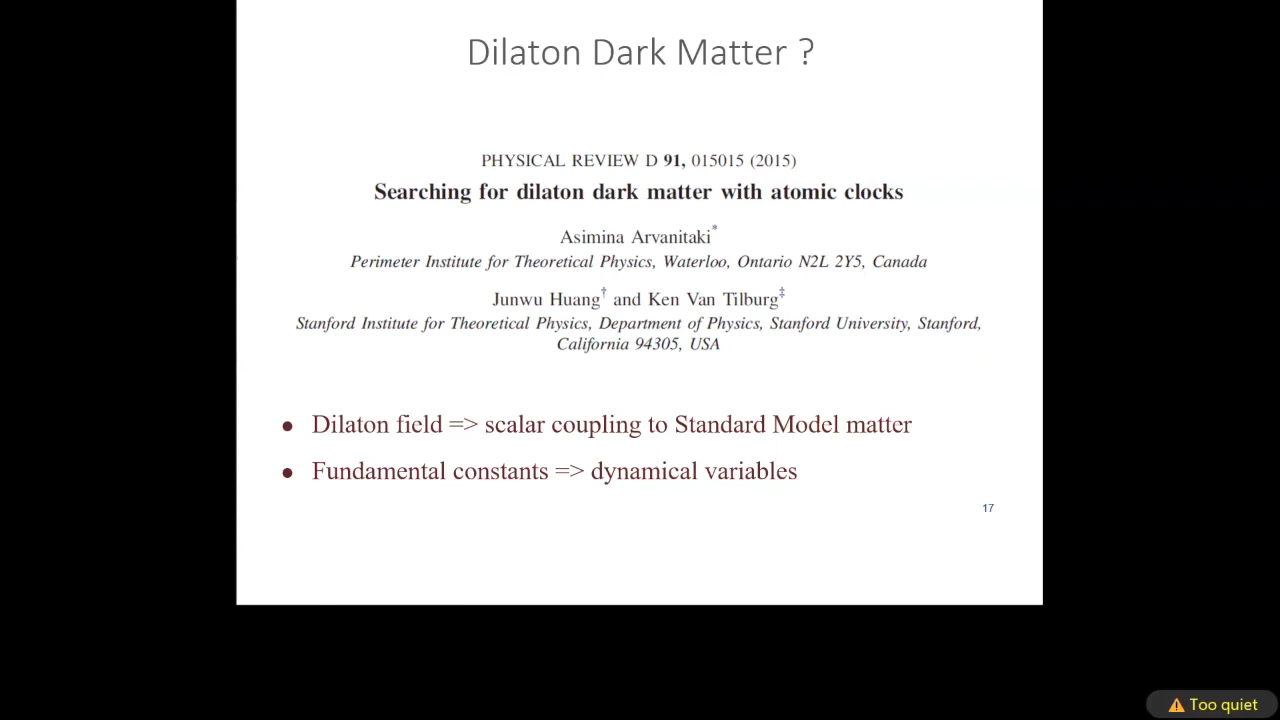 Dilaton Dark Matter ?
PHYSICAL REVIEW D 91, 015015 (2015)
Searching for dilaton dark matter with atomic clocks
Asimina Arvanitaki*
Perimeter Institute for Theoretical Physics, Waterloo, Ontario N2L 2Y5, Canada
Junwu Huang† and Ken Van Tilburg‡
Stanford Institute for Theoretical Physics, Department of Physics, Stanford University, Stanford,
California 94305, USA
● Dilaton field => scalar coupling to Standard Model matter
● Fundamental constants => dynamical variables
17
Too quiet